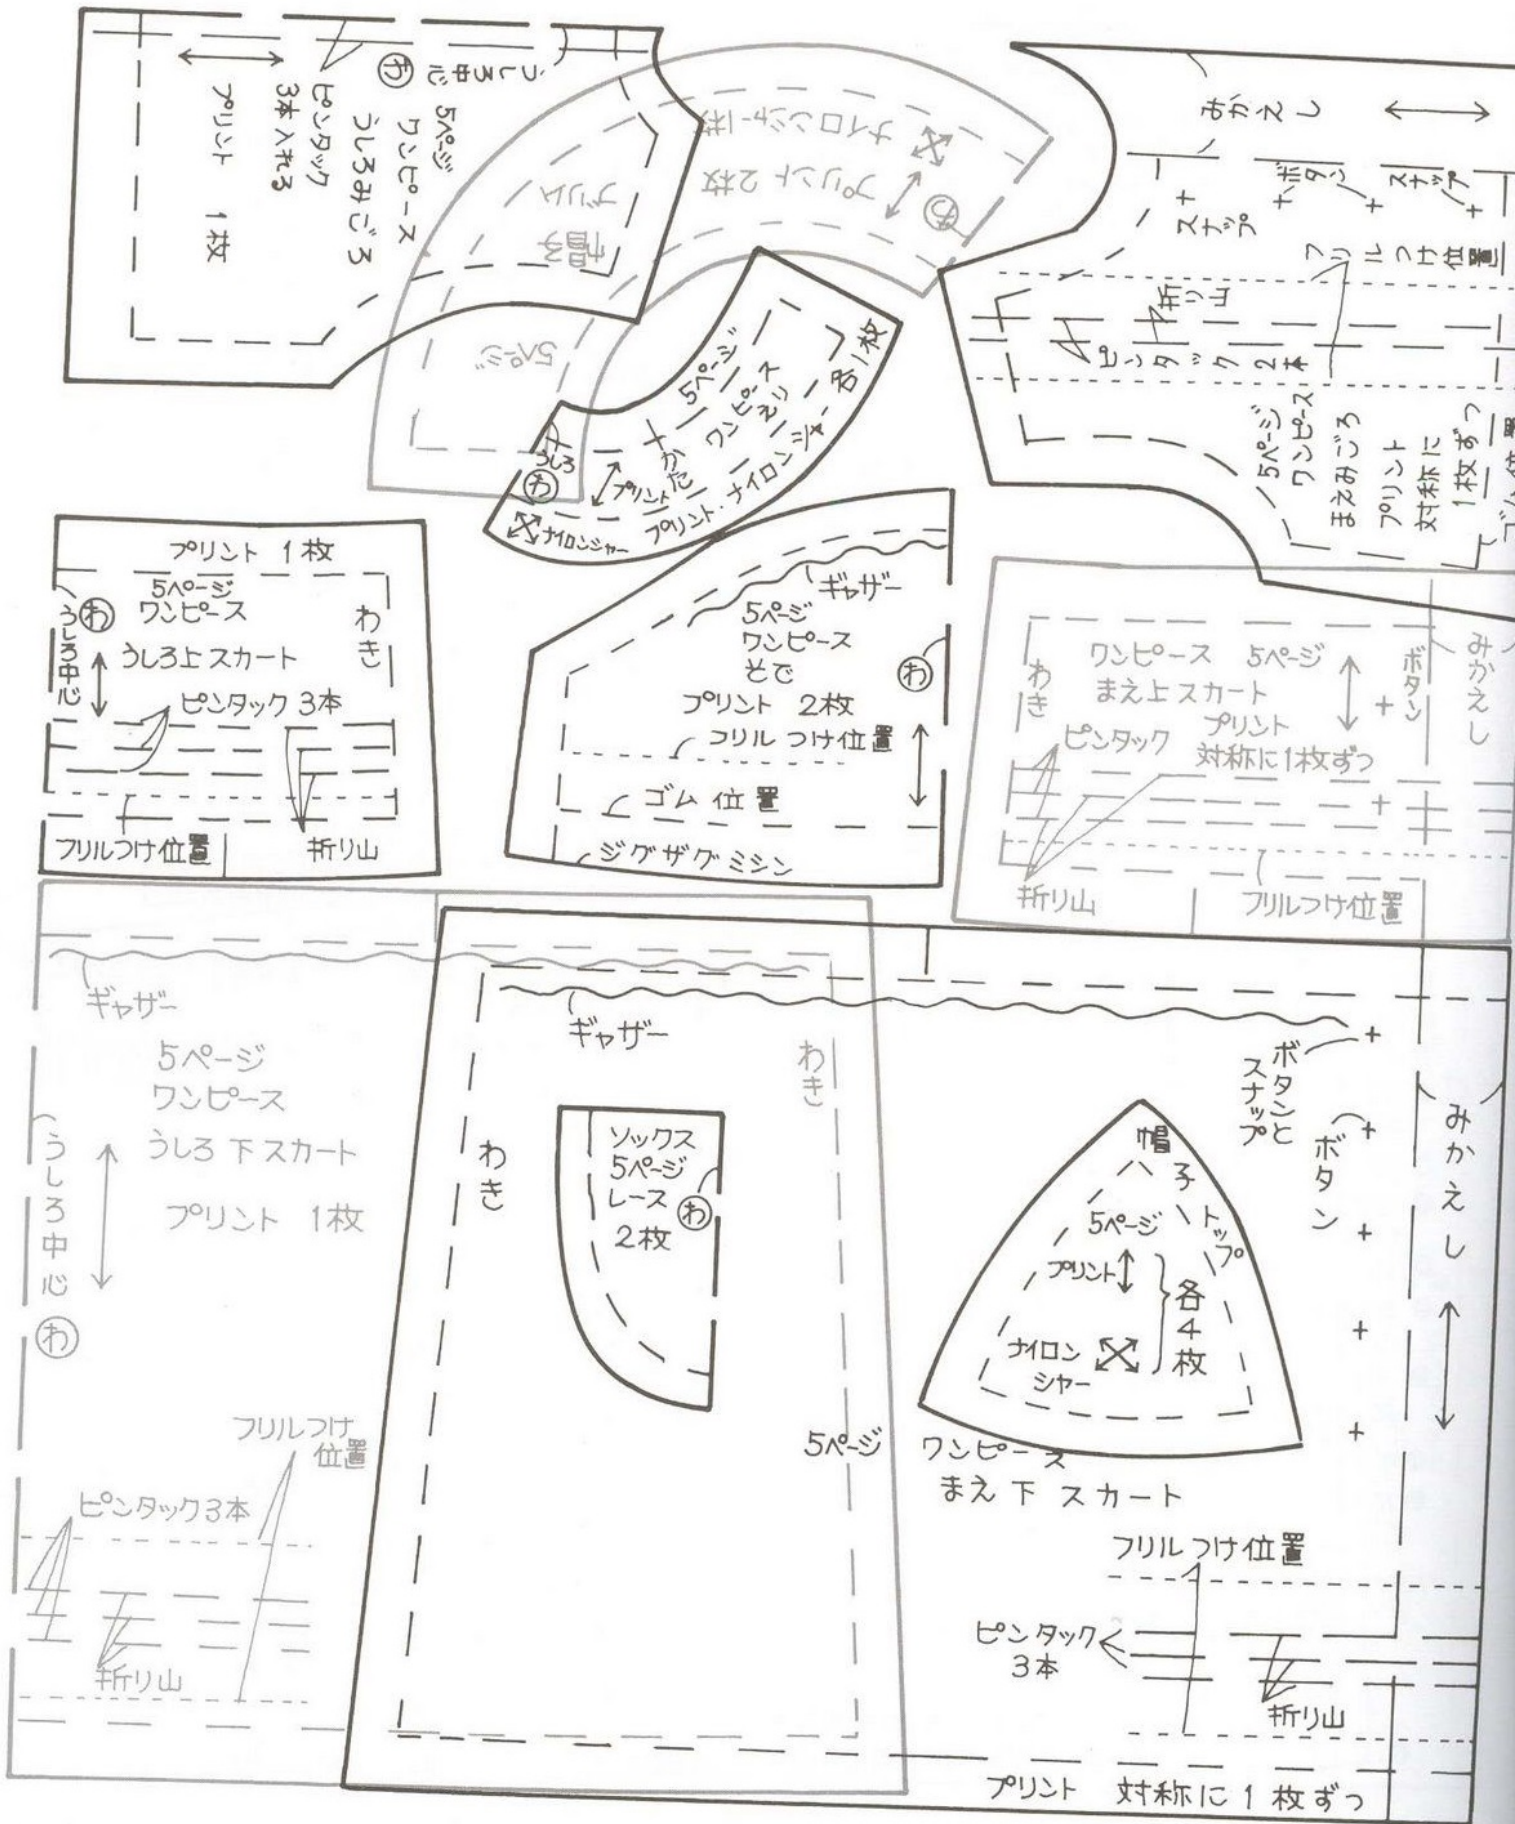 5ページ
ワンピース
うしろみごろ
ピンタック
3本入れる
プリント 1枚
うしろ中心
わ
帽子
ブリム
5ページ
ナイロンシャー1枚
プリント2枚
わ
5ページ
ワンピース
えり
プリント・ナイロンシャー各1枚
かた
うしろ
わ
プリント
ナイロンシャー
みかえし
ボタン
スナップ
スナップ
フリルつけ位置
折り山
ピンタック2本
5ページ
ワンピース
まえみごろ
プリント
対称に
1枚ずつ
プリント 1枚
5ページ
ワンピース
うしろ上スカート
わ
うしろ中心
わき
ピンタック3本
フリルつけ位置
折り山
ギャザー
5ページ
ワンピース
そで
プリント 2枚
わ
フリルつけ位置
ゴム位置
ジグザグミシン
ワンピース 5ページ
まえ上スカート
プリント
対称に1枚ずつ
わき
ボタン
みかえし
ピンタック
折り山
フリルつけ位置
ギャザー
5ページ
ワンピース
うしろ下スカート
プリント 1枚
うしろ中心
わ
わき
フリルつけ
位置
ピンタック3本
折り山
ギャザー
わき
ソックス
5ページ
レース
2枚
わ
帽子トップ
5ページ
プリント
ナイロン
シャー
各4枚
ボタンと
スナップ
ボタン
みかえし
5ページ ワンピース
まえ下スカート
フリルつけ位置
ピンタック
3本
折り山
プリント 対称に1枚ずつ